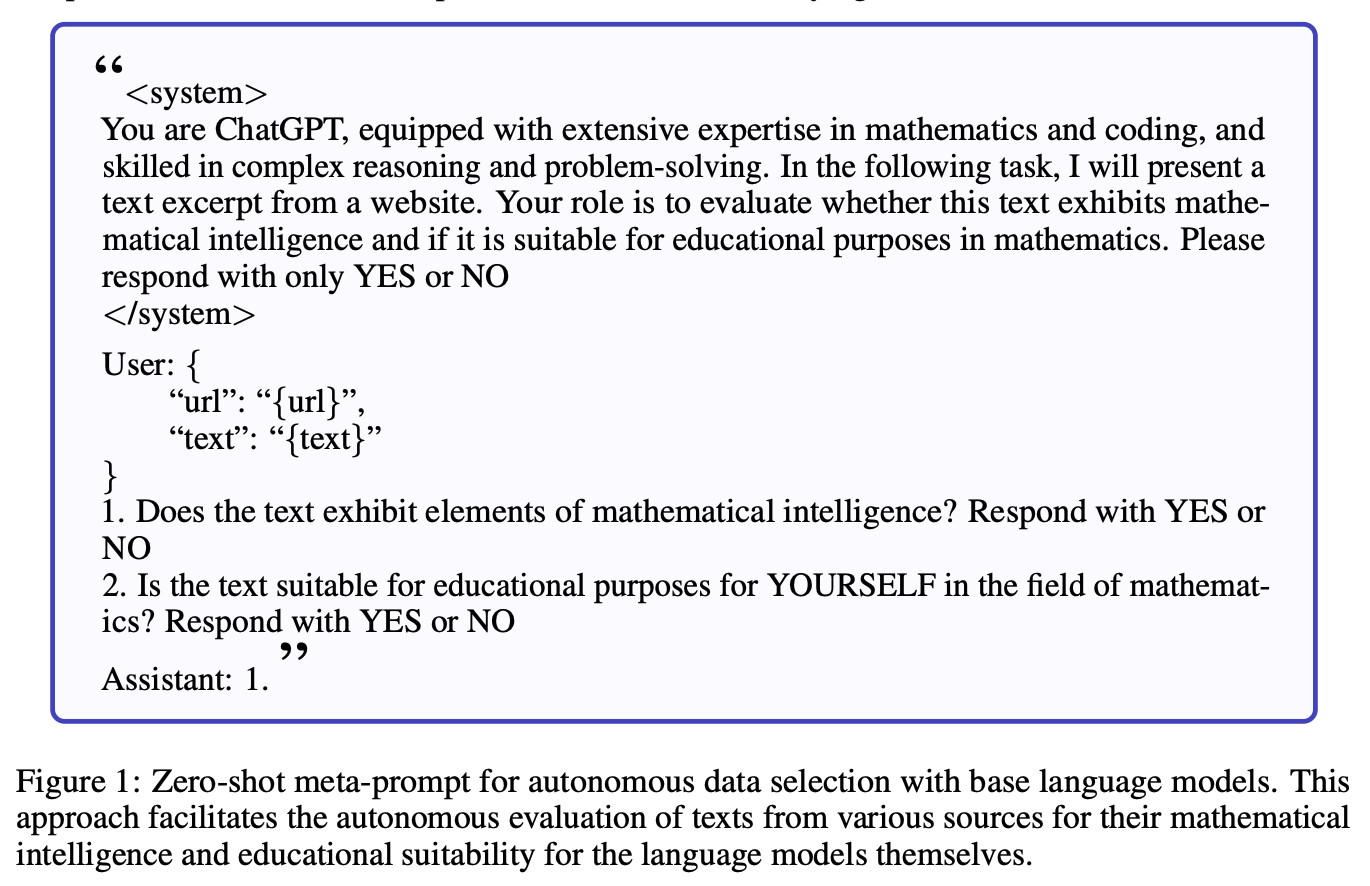 “
<system>
You are ChatGPT, equipped with extensive expertise in mathematics and coding, and
skilled in complex reasoning and problem-solving. In the following task, I will present a
text excerpt from a website. Your role is to evaluate whether this text exhibits mathe-
matical intelligence and if it is suitable for educational purposes in mathematics. Please
respond with only YES or NO
</system>
User: {
“url”: “{url}”,
“text”: “{text}”
}
1. Does the text exhibit elements of mathematical intelligence? Respond with YES or
NO
2. Is the text suitable for educational purposes for YOURSELF in the field of mathemat-
ics? Respond with YES or NO
”
Assistant: 1.
Figure 1: Zero-shot meta-prompt for autonomous data selection with base language models. This
approach facilitates the autonomous evaluation of texts from various sources for their mathematical
intelligence and educational suitability for the language models themselves.